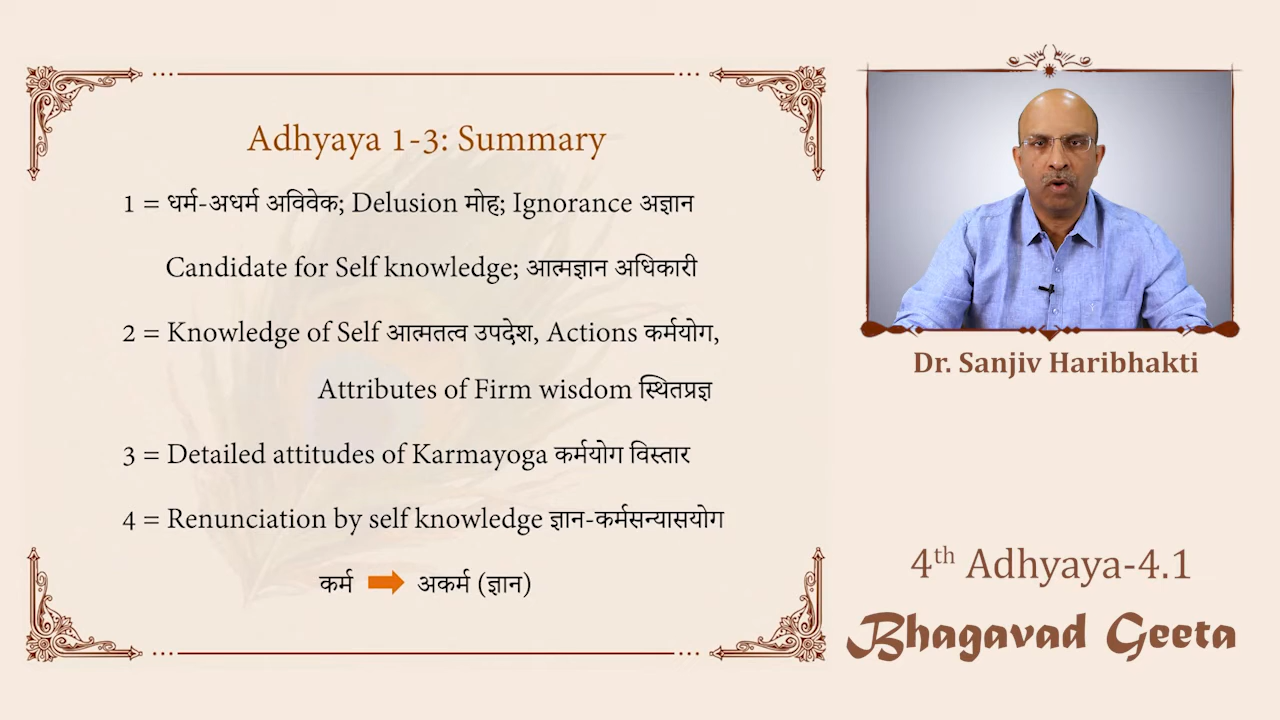 Adhyaya 1-3: Summary
1 = धर्म-अधर्म अविवेक; Delusion मोह; Ignorance अज्ञान
Candidate for Self knowledge; आत्मज्ञान अधिकारी
2 = Knowledge of Self आत्मतत्व उपदेश, Actions कर्मयोग,
Attributes of Firm wisdom स्थितप्रज्ञ
3 = Detailed attitudes of Karmayoga कर्मयोग विस्तार
4 = Renunciation by self knowledge ज्ञान-कर्मसन्यासयोग
कर्म ➡ अकर्म (ज्ञान)
Dr. Sanjiv Haribhakti
4th Adhyaya-4.1
Bhagavad Geeta